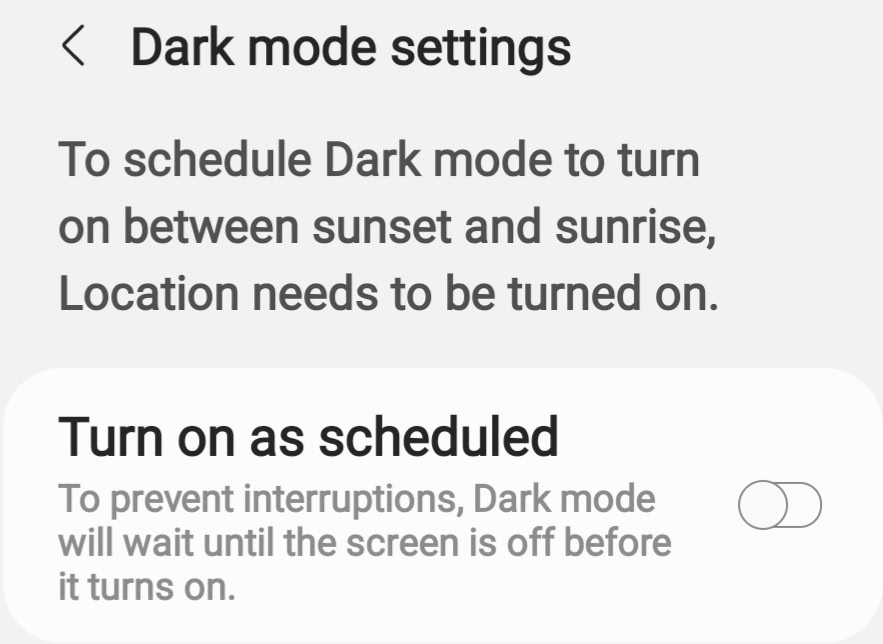 Dark mode settings
To schedule Dark mode to turn
on between sunset and sunrise,
Location needs to be turned on.
Turn on as scheduled
To prevent interruptions, Dark mode
will wait until the screen is off before
it turns on.